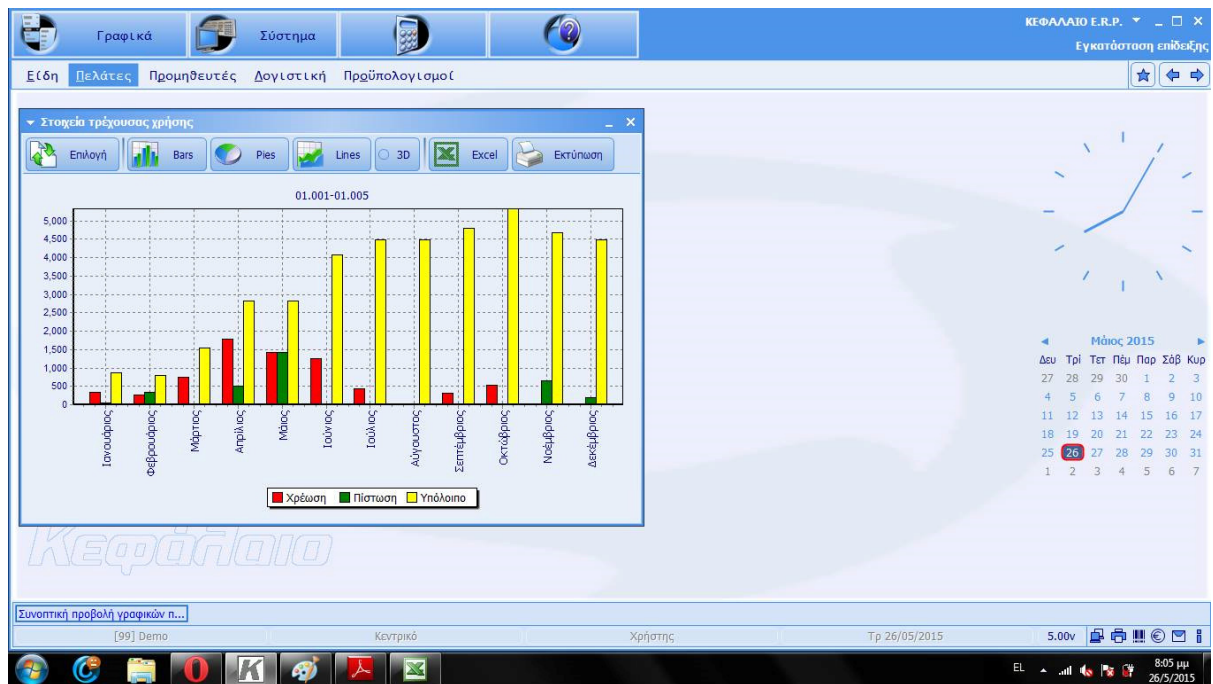 Γραφικά Σύστημα ΚΕΦΑΛΑΙΟ E.R.P.
Εγκατάσταση επίδειξης
Είδη Πελάτες Προμηθευτές Λογιστική Προϋπολογισμοί
Στοιχεία τρέχουσας χρήσης
Επιλογή Bars Pies Lines 3D Excel Εκτύπωση
01.001-01.005
5,000
4,500
4,000
3,500
3,000
2,500
2,000
1,500
1,000
500
0
Ιανουάριος
Φεβρουάριος
Μάρτιος
Απρίλιος
Μάιος
Ιούνιος
Ιούλιος
Αύγουστος
Σεπτέμβριος
Οκτώβριος
Νοέμβριος
Δεκέμβριος
Χρέωση Πίστωση Υπόλοιπο
Μάιος 2015
Δευ Τρί Τετ Πέμ Παρ Σάβ Κυρ
27 28 29 30 1 2 3
4 5 6 7 8 9 10
11 12 13 14 15 16 17
18 19 20 21 22 23 24
25 26 27 28 29 30 31
1 2 3 4 5 6 7
Κεφάλαιο
Συνοπτική προβολή γραφικών π...
[99] Demo Κεντρικό Χρήστης Τρ 26/05/2015 5.00v
EL 8:05 μμ
26/5/2015